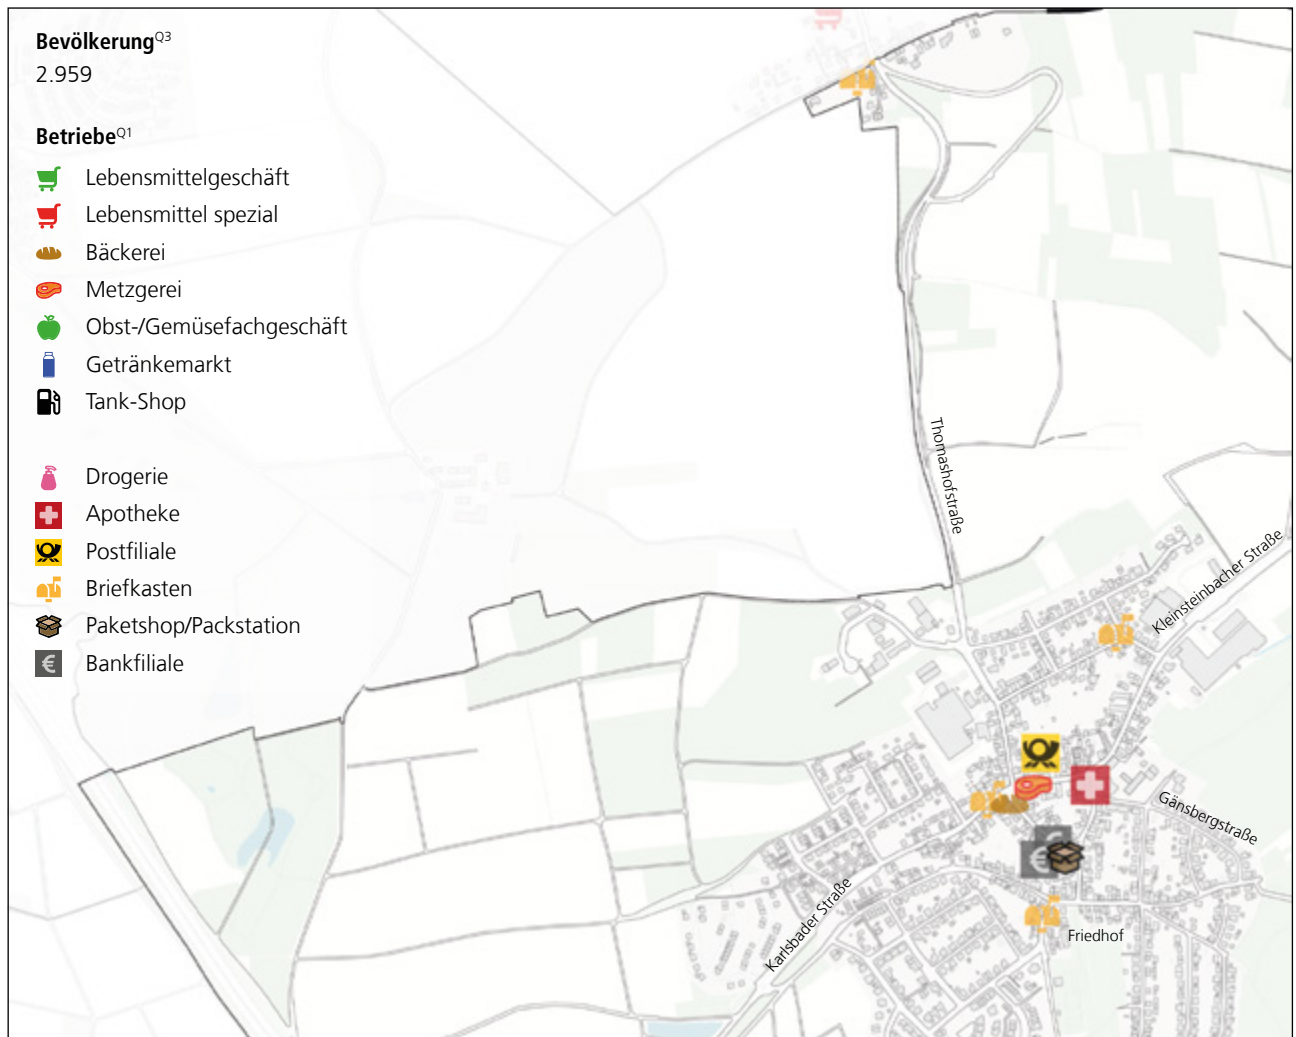 Bevölkerung Q3
2.959
Betriebe Q1
Lebensmittelgeschäft
Lebensmittel spezial
Bäckerei
Metzgerei
Obst-/Gemüsefachgeschäft
Getränkemarkt
Tank-Shop
Drogerie
Apotheke
Postfiliale
Briefkasten
Paketshop/Packstation
€ Bankfiliale
Thomashofstraße
Kleinsteinbacher Straße
Gänsbergstraße
€
€
Karlsbader Straße
Friedhof